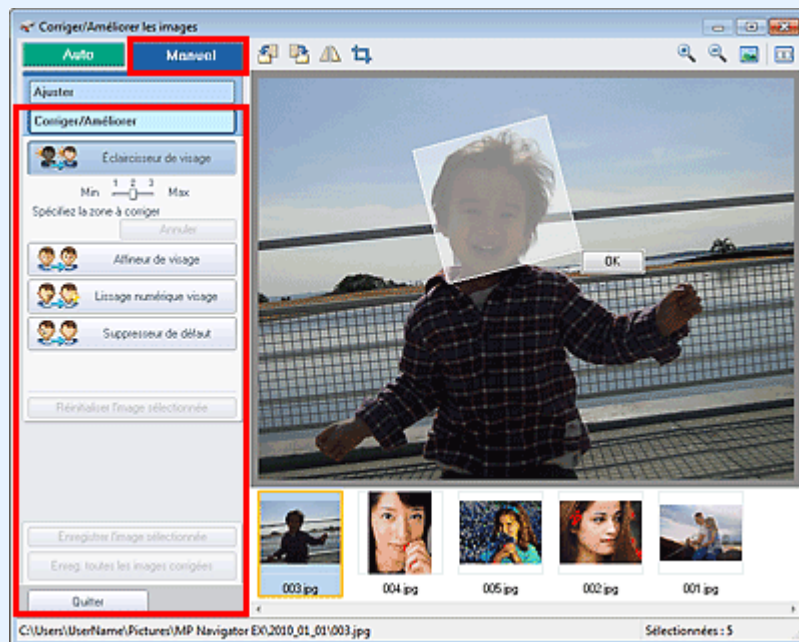 Corriger/Améliorer les images
Auto
Manuel
Ajuster
Corriger/Améliorer
Éclaircisseur de visage
1 2 3
Min Max
Spécifiez la zone à corriger
Annuler
Affineur de visage
Lissage numérique visage
Suppresseur de défaut
Réinitialiser l'image sélectionnée
Enregistrer l'image sélectionnée
Enreg. toutes les images corrigées
Quitter
OK
003.jpg
004.jpg
005.jpg
002.jpg
001.jpg
C:\Users\UserName\Pictures\MP Navigator EX\2010_01_01\003.jpg
Sélectionnées : 5